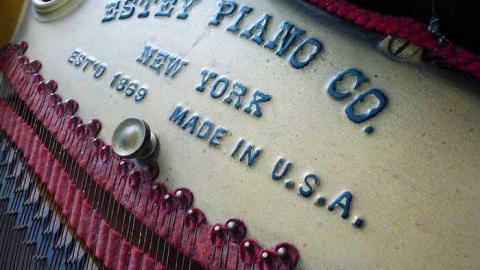 ESTEY PIANO CO.
NEW YORK
EST'D 1869
MADE IN U.S.A.